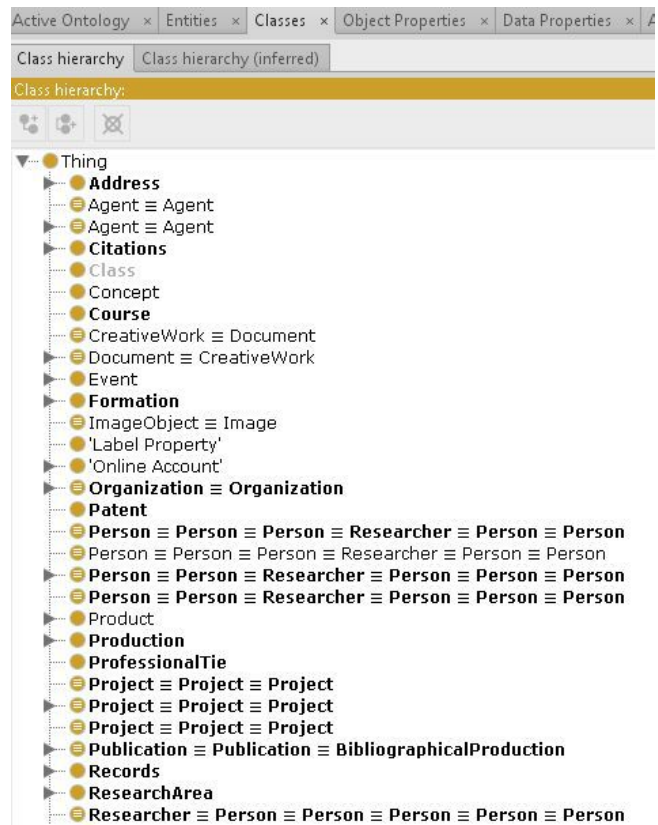 Active Ontology × Entities × Classes × Object Properties × Data Properties × A
Class hierarchy Class hierarchy (inferred)
Class hierarchy:
Thing
Address
Agent ≡ Agent
Agent ≡ Agent
Citations
Class
Concept
Course
CreativeWork ≡ Document
Document ≡ CreativeWork
Event
Formation
ImageObject ≡ Image
'Label Property'
'Online Account'
Organization ≡ Organization
Patent
Person ≡ Person ≡ Person ≡ Researcher ≡ Person ≡ Person
Person ≡ Person ≡ Person ≡ Researcher ≡ Person ≡ Person
Person ≡ Person ≡ Researcher ≡ Person ≡ Person ≡ Person
Person ≡ Person ≡ Researcher ≡ Person ≡ Person ≡ Person
Product
Production
ProfessionalTie
Project ≡ Project ≡ Project
Project ≡ Project ≡ Project
Project ≡ Project ≡ Project
Publication ≡ Publication ≡ BibliographicalProduction
Records
ResearchArea
Researcher ≡ Person ≡ Person ≡ Person ≡ Person ≡ Person